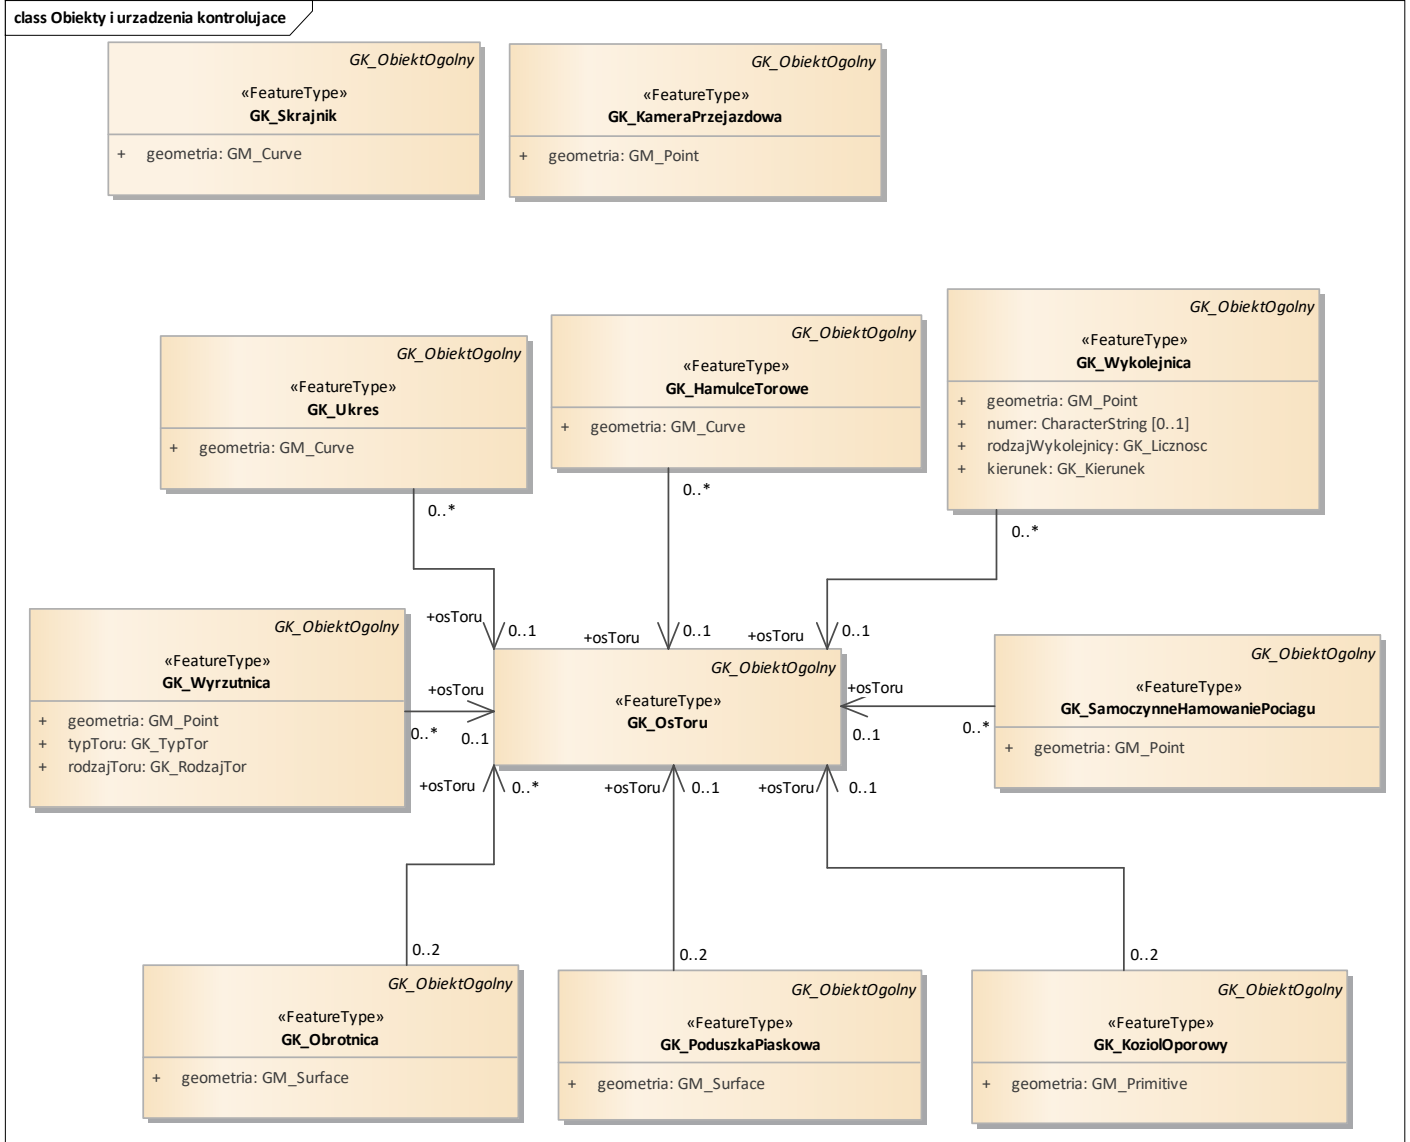 class Obiekty i urzadzenia kontrolujace
GK_ObiektOgolny
«FeatureType»
GK_Skrajnik
+ geometria: GM_Curve
GK_ObiektOgolny
«FeatureType»
GK_KameraPrzejazdowa
+ geometria: GM_Point
GK_ObiektOgolny
«FeatureType»
GK_Ukres
+ geometria: GM_Curve
0..*
+osToru
0..1
GK_ObiektOgolny
«FeatureType»
GK_HamulceTorowe
+ geometria: GM_Curve
0..*
+osToru
0..1
GK_ObiektOgolny
«FeatureType»
GK_Wykolejnica
+ geometria: GM_Point
+ numer: CharacterString [0..1]
+ rodzajWykolejnicy: GK_Licznosc
+ kierunek: GK_Kierunek
0..*
+osToru
0..1
GK_ObiektOgolny
«FeatureType»
GK_Wyrzutnica
+ geometria: GM_Point
+ typToru: GK_TypTor
+ rodzajToru: GK_RodzajTor
+osToru
0..*
0..1
GK_ObiektOgolny
«FeatureType»
GK_OsToru
+osToru
0..1
0..*
GK_ObiektOgolny
«FeatureType»
GK_SamoczynneHamowaniePociagu
+ geometria: GM_Point
+osToru
0..*
0..2
GK_ObiektOgolny
«FeatureType»
GK_Obrotnica
+ geometria: GM_Surface
+osToru
0..1
0..2
GK_ObiektOgolny
«FeatureType»
GK_PoduszkaPiaskowa
+ geometria: GM_Surface
+osToru
0..1
0..2
GK_ObiektOgolny
«FeatureType»
GK_KoziolOporowy
+ geometria: GM_Primitive